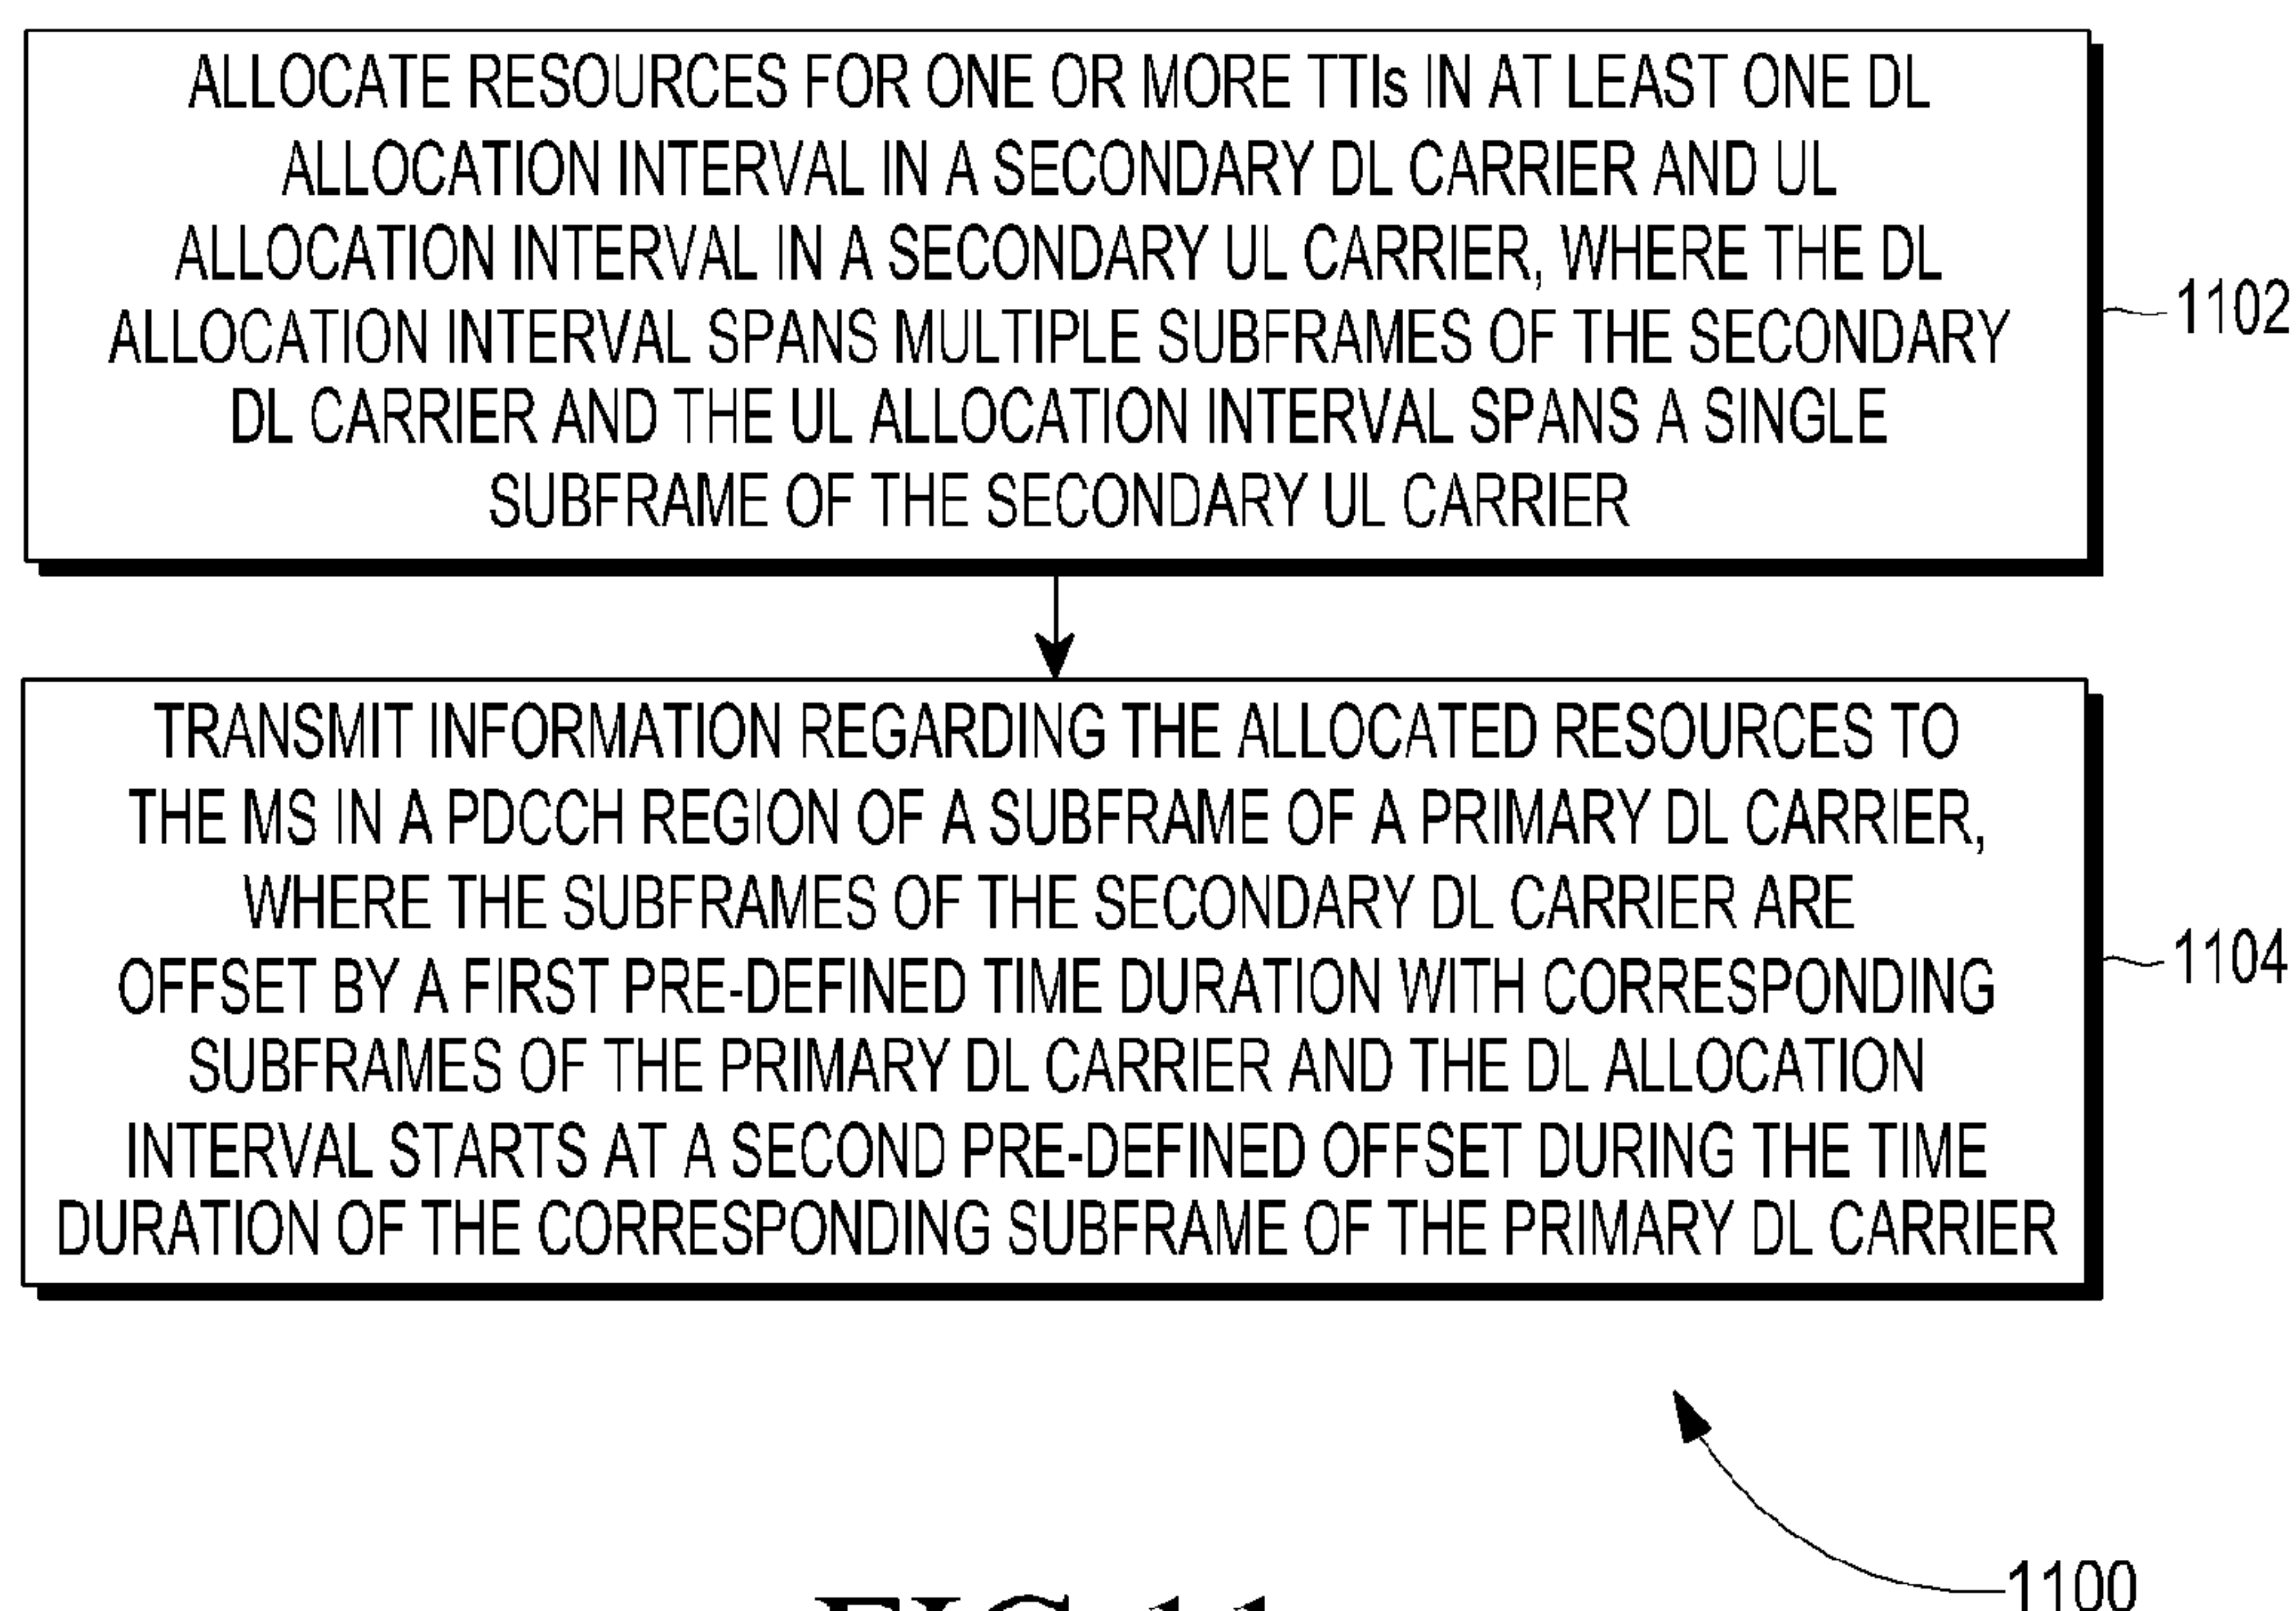 ALLOCATE RESOURCES FOR ONE OR MORE TTIs IN AT LEAST ONE DL
ALLOCATION INTERVAL IN A SECONDARY DL CARRIER AND UL
ALLOCATION INTERVAL IN A SECONDARY UL CARRIER, WHERE THE DL
ALLOCATION INTERVAL SPANS MULTIPLE SUBFRAMES OF THE SECONDARY
DL CARRIER AND THE UL ALLOCATION INTERVAL SPANS A SINGLE
SUBFRAME OF THE SECONDARY UL CARRIER
1102
TRANSMIT INFORMATION REGARDING THE ALLOCATED RESOURCES TO
THE MS IN A PDCCH REGION OF A SUBFRAME OF A PRIMARY DL CARRIER,
WHERE THE SUBFRAMES OF THE SECONDARY DL CARRIER ARE
OFFSET BY A FIRST PRE-DEFINED TIME DURATION WITH CORRESPONDING
SUBFRAMES OF THE PRIMARY DL CARRIER AND THE DL ALLOCATION
INTERVAL STARTS AT A SECOND PRE-DEFINED OFFSET DURING THE TIME
DURATION OF THE CORRESPONDING SUBFRAME OF THE PRIMARY DL CARRIER
1104
1100